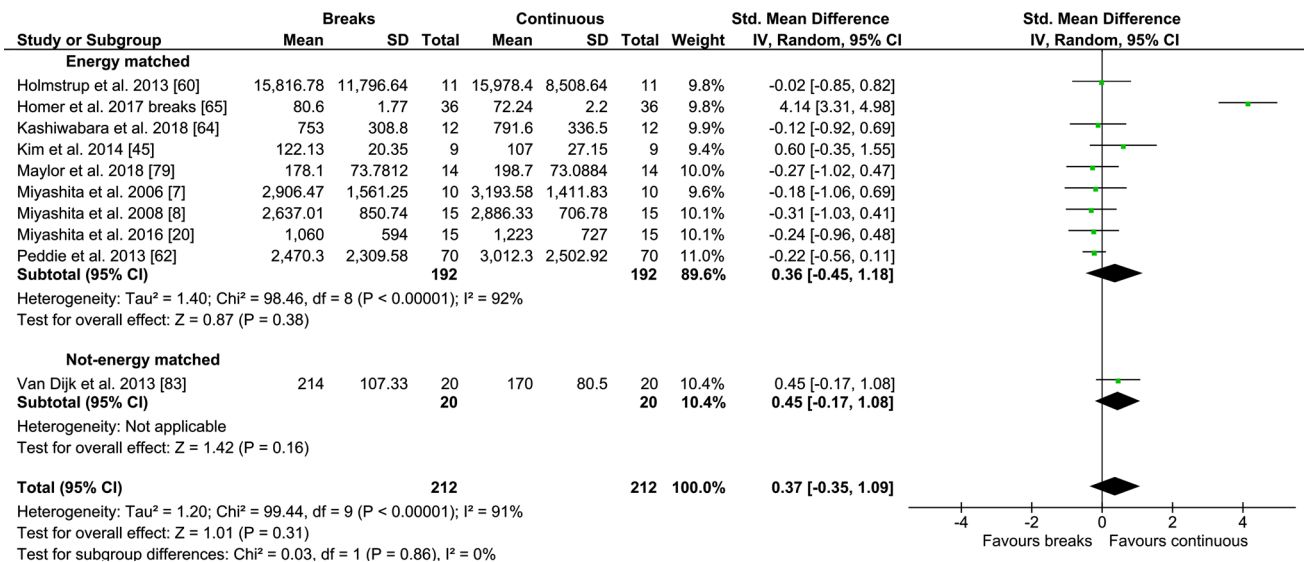 Breaks Continuous Std. Mean Difference Std. Mean Difference
Study or Subgroup Mean SD Total Mean SD Total Weight IV, Random, 95% CI IV, Random, 95% CI
Energy matched
Holmstrup et al. 2013 [60] 15,816.78 11,796.64 11 15,978.4 8,508.64 11 9.8% -0.02 [-0.85, 0.82]
Homer et al. 2017 breaks [65] 80.6 1.77 36 72.24 2.2 36 9.8% 4.14 [3.31, 4.98]
Kashiwabara et al. 2018 [64] 753 308.8 12 791.6 336.5 12 9.9% -0.12 [-0.92, 0.69]
Kim et al. 2014 [45] 122.13 20.35 9 107 27.15 9 9.4% 0.60 [-0.35, 1.55]
Maylor et al. 2018 [79] 178.1 73.7812 14 198.7 73.0884 14 10.0% -0.27 [-1.02, 0.47]
Miyashita et al. 2006 [7] 2,906.47 1,561.25 10 3,193.58 1,411.83 10 9.6% -0.18 [-1.06, 0.69]
Miyashita et al. 2008 [8] 2,637.01 850.74 15 2,886.33 706.78 15 10.1% -0.31 [-1.03, 0.41]
Miyashita et al. 2016 [20] 1,060 594 15 1,223 727 15 10.1% -0.24 [-0.96, 0.48]
Peddie et al. 2013 [62] 2,470.3 2,309.58 70 3,012.3 2,502.92 70 11.0% -0.22 [-0.56, 0.11]
Subtotal (95% CI) 192 192 89.6% 0.36 [-0.45, 1.18]
Heterogeneity: Tau² = 1.40; Chi² = 98.46, df = 8 (P < 0.00001); I² = 92%
Test for overall effect: Z = 0.87 (P = 0.38)
Not-energy matched
Van Dijk et al. 2013 [83] 214 107.33 20 170 80.5 20 10.4% 0.45 [-0.17, 1.08]
Subtotal (95% CI) 20 20 10.4% 0.45 [-0.17, 1.08]
Heterogeneity: Not applicable
Test for overall effect: Z = 1.42 (P = 0.16)
Total (95% CI) 212 212 100.0% 0.37 [-0.35, 1.09]
Heterogeneity: Tau² = 1.20; Chi² = 99.44, df = 9 (P < 0.00001); I² = 91%
Test for overall effect: Z = 1.01 (P = 0.31)
Test for subgroup differences: Chi² = 0.03, df = 1 (P = 0.86), I² = 0%
-4 -2 0 2 4
Favours breaks Favours continuous